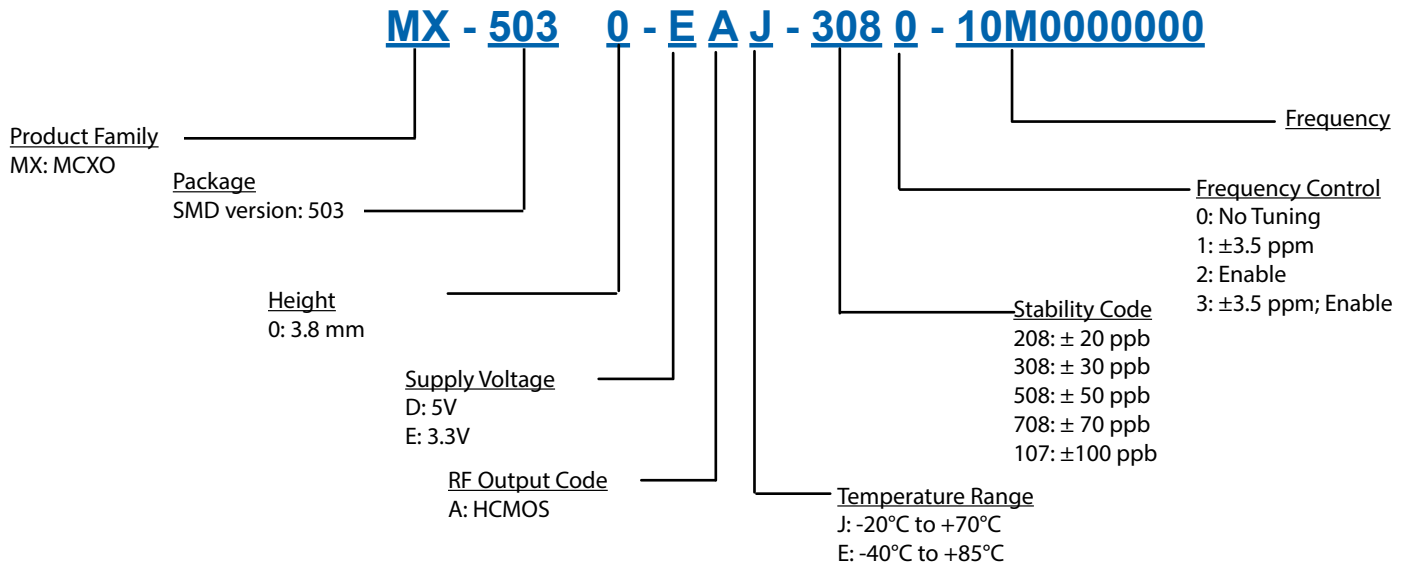 MX - 503 0 - E A J - 308 0 - 10M0000000
Product Family
MX: MCXO
Package
SMD version: 503
Height
0: 3.8 mm
Supply Voltage
D: 5V
E: 3.3V
RF Output Code
A: HCMOS
Temperature Range
J: -20°C to +70°C
E: -40°C to +85°C
Stability Code
208: ± 20 ppb
308: ± 30 ppb
508: ± 50 ppb
708: ± 70 ppb
107: ±100 ppb
Frequency Control
0: No Tuning
1: ±3.5 ppm
2: Enable
3: ±3.5 ppm; Enable
Frequency